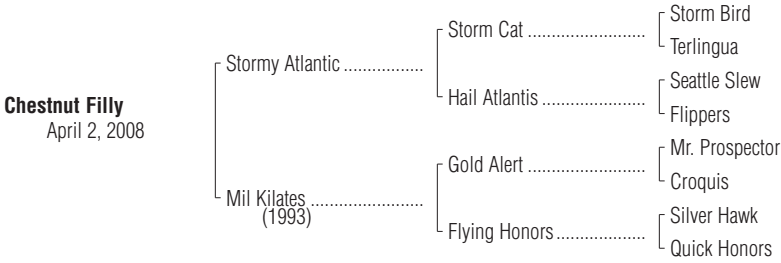 Storm Bird
Storm Cat ............................
Terlingua
Stormy Atlantic ...................
Seattle Slew
Hail Atlantis .........................
Flippers
Chestnut Filly
April 2, 2008
Mr. Prospector
Gold Alert ............................
Croquis
Mil Kilates ...........................
(1993)
Silver Hawk
Flying Honors .....................
Quick Honors